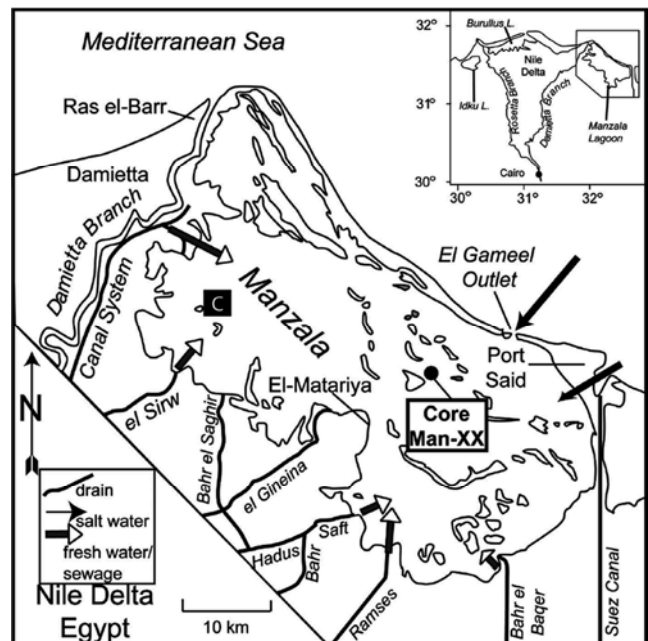 Mediterranean Sea
Ras el-Barr
Damietta
Damietta Branch
Canal System
Manzala
C
el Sirw
El-Matariya
Bahr el Saghir
el Gineina
Hadus
Bahr
Saft
Ramses
Bahr el
Baqer
Suez Canal
El Gameel
Outlet
Port
Said
Core
Man-XX
N
drain
salt water
fresh water/
sewage
Nile Delta
Egypt
10 km
32°
31°
30°
30°
31°
32°
Burullus L.
Nile
Delta
Idku L.
Rosetta Branch
Damietta Branch
Manzala
Lagoon
Cairo